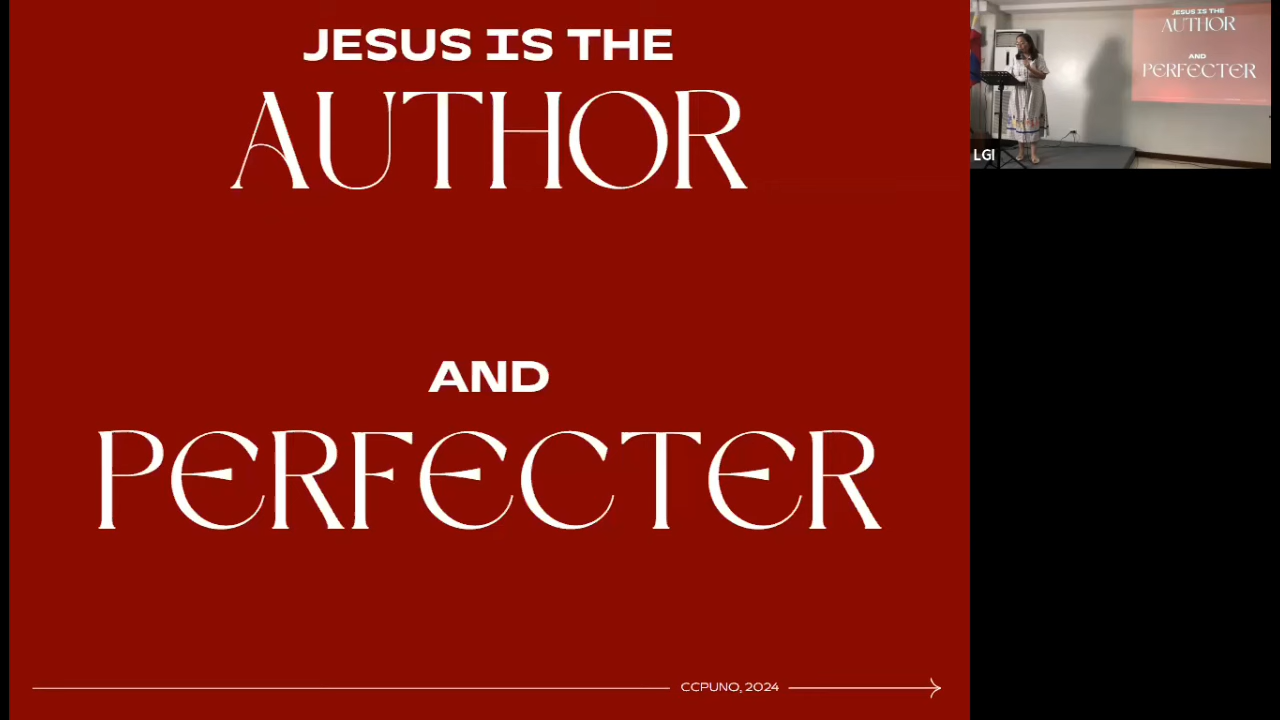 JESUS IS THE
AUTHOR
AND
PERFECTER
CCPUNO, 2024
JESUS IS THE
AUTHOR
AND
PERFECTER
LGI